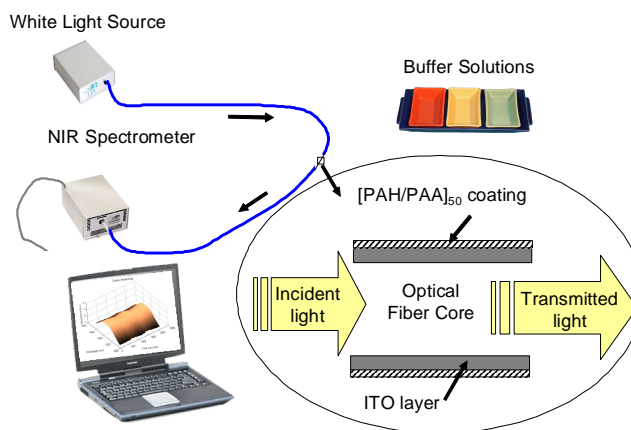 White Light Source
Buffer Solutions
NIR Spectrometer
[PAH/PAA]50 coating
Incident
light
Optical
Fiber Core
Transmitted
light
ITO layer